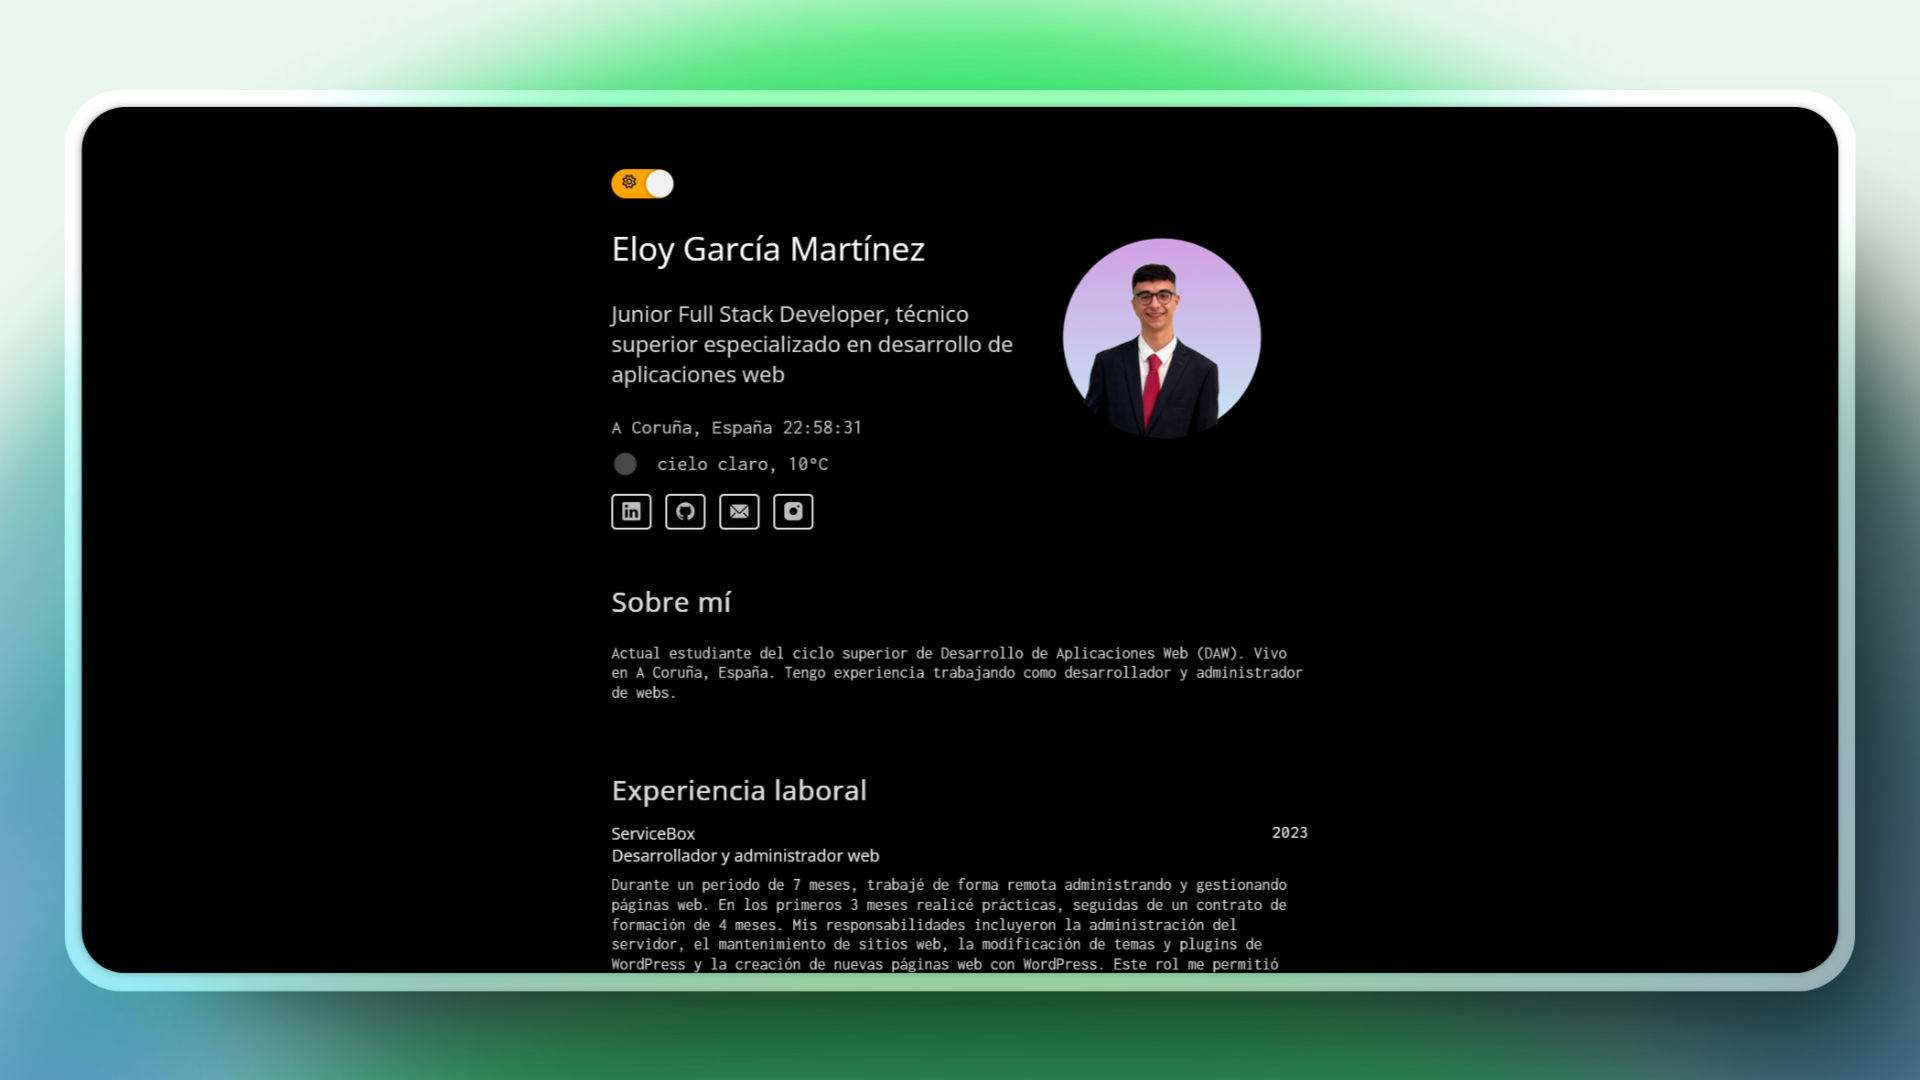 Eloy García Martínez
Junior Full Stack Developer, técnico
superior especializado en desarrollo de
aplicaciones web
A Coruña, España 22:58:31
cielo claro, 10°C
in
Sobre mí
Actual estudiante del ciclo superior de Desarrollo de Aplicaciones Web (DAW). Vivo
en A Coruña, España. Tengo experiencia trabajando como desarrollador y administrador
de webs.
Experiencia laboral
ServiceBox 2023
Desarrollador y administrador web
Durante un periodo de 7 meses, trabajé de forma remota administrando y gestionando
páginas web. En los primeros 3 meses realicé prácticas, seguidas de un contrato de
formación de 4 meses. Mis responsabilidades incluyeron la administración del
servidor, el mantenimiento de sitios web, la modificación de temas y plugins de
WordPress y la creación de nuevas páginas web con WordPress. Este rol me permitió